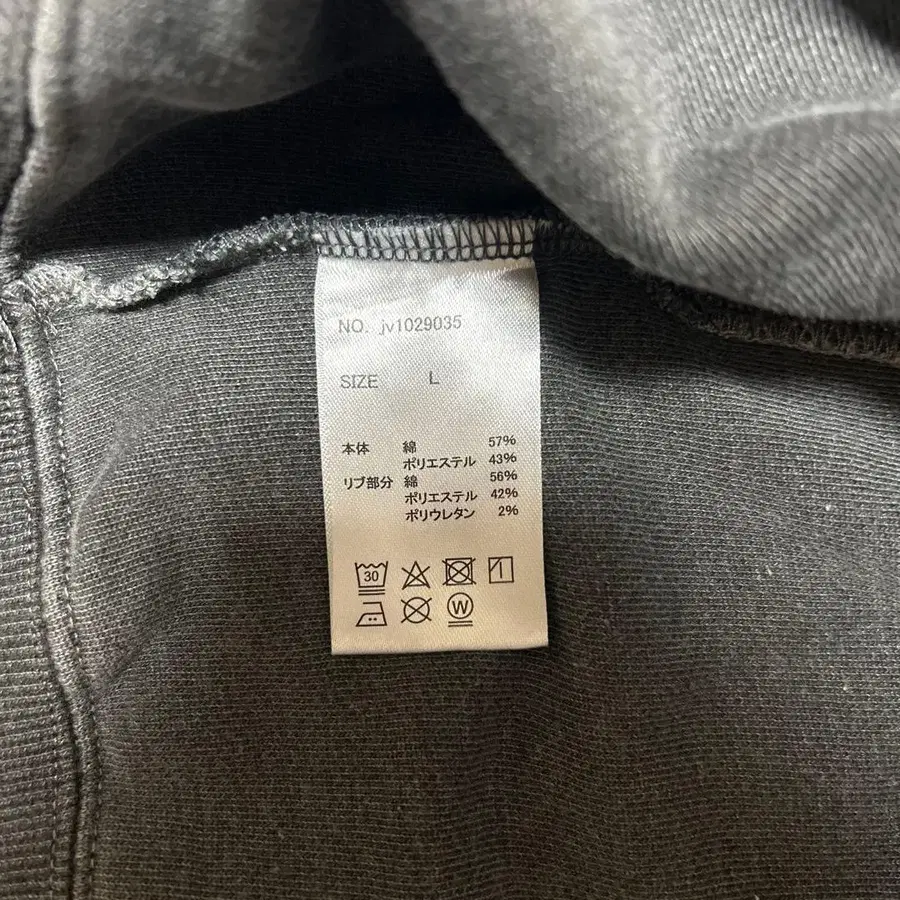 NO. jv1029035
SIZE L
本体 綿 57%
ポリエステル 43%
リブ部分 綿 56%
ポリエステル 42%
ポリウレタン 2%
30
W